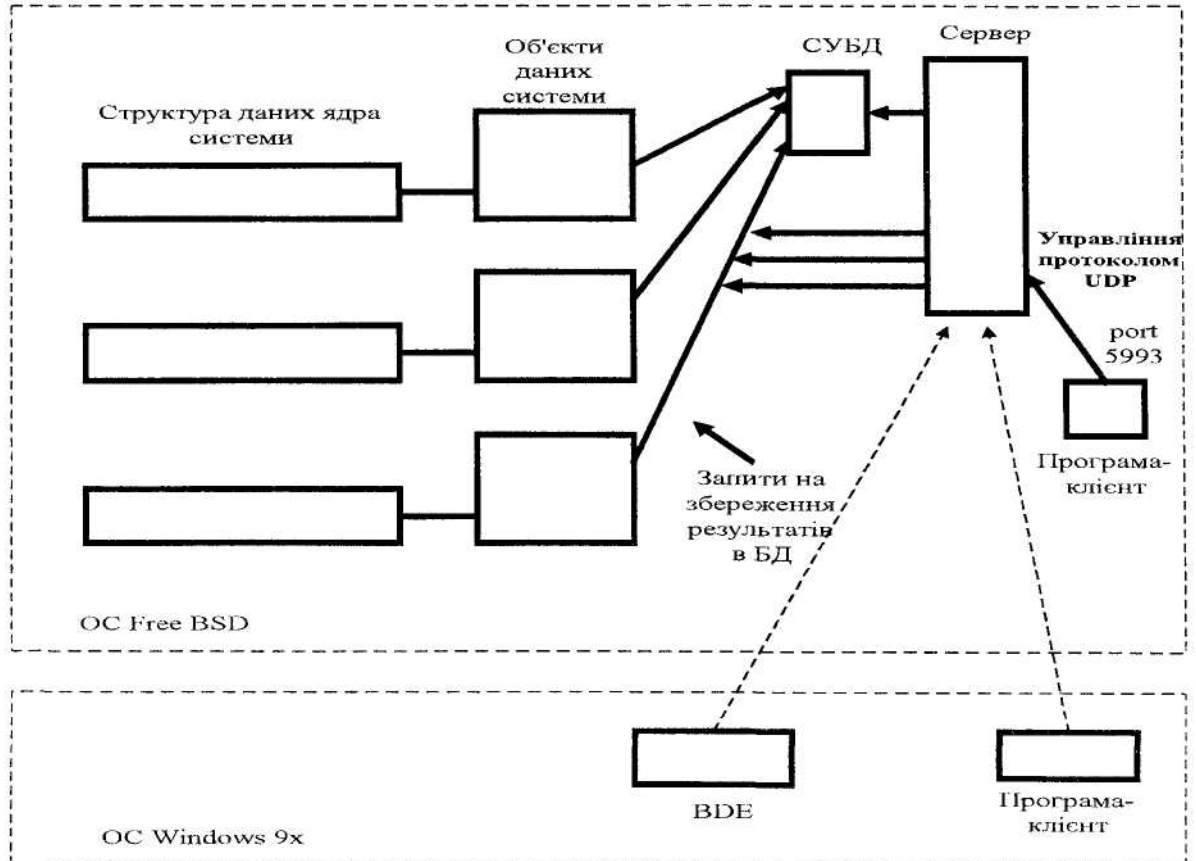 Об'єкти
даних
системи
СУБД
Сервер
Структура даних ядра
системи
Управління
протоколом
UDP
port
5993
Програма-
клієнт
Запити на
збереження
результатів
в БД
ОС Free BSD
BDE
Програма-
клієнт
ОС Windows 9x